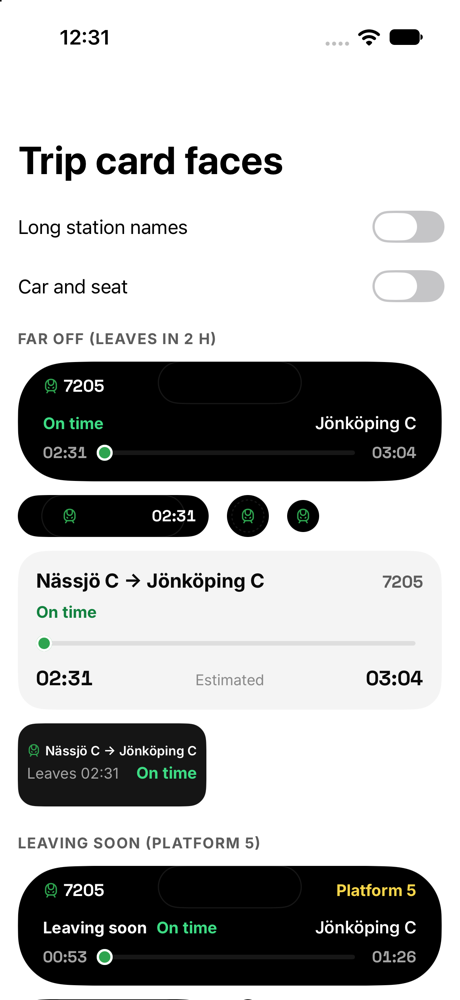 12:31
Trip card faces
Long station names
Car and seat
FAR OFF (LEAVES IN 2 H)
7205
On time Jönköping C
02:31 03:04
02:31
Nässjö C → Jönköping C 7205
On time
02:31 Estimated 03:04
Nässjö C → Jönköping C
Leaves 02:31 On time
LEAVING SOON (PLATFORM 5)
7205 Platform 5
Leaving soon On time Jönköping C
00:53 01:26